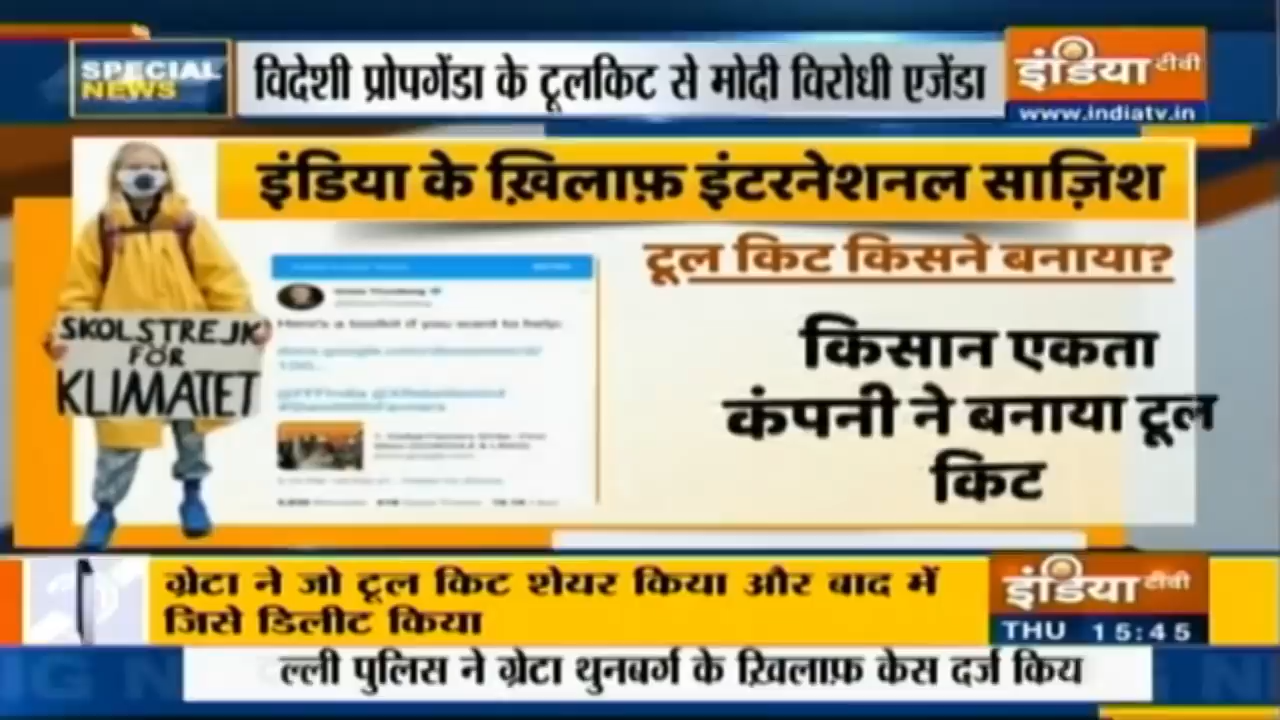 SPECIAL NEWS
विदेशी प्रोपगेंडा के टूलकिट से मोदी विरोधी एजेंडा
इंडिया टीवी
www.indiatv.in
इंडिया के ख़िलाफ़ इंटरनेशनल साज़िश
टूल किट किसने बनाया?
SKOLSTREJK
FÖR
KLIMATET
Here's a toolkit if you want to help
किसान एकता
कंपनी ने बनाया टूल
किट
ग्रेटा ने जो टूल किट शेयर किया और बाद में
जिसे डिलीट किया
इंडिया टीवी
THU 15:45
ल्ली पुलिस ने ग्रेटा थुनबर्ग के ख़िलाफ़ केस दर्ज किय